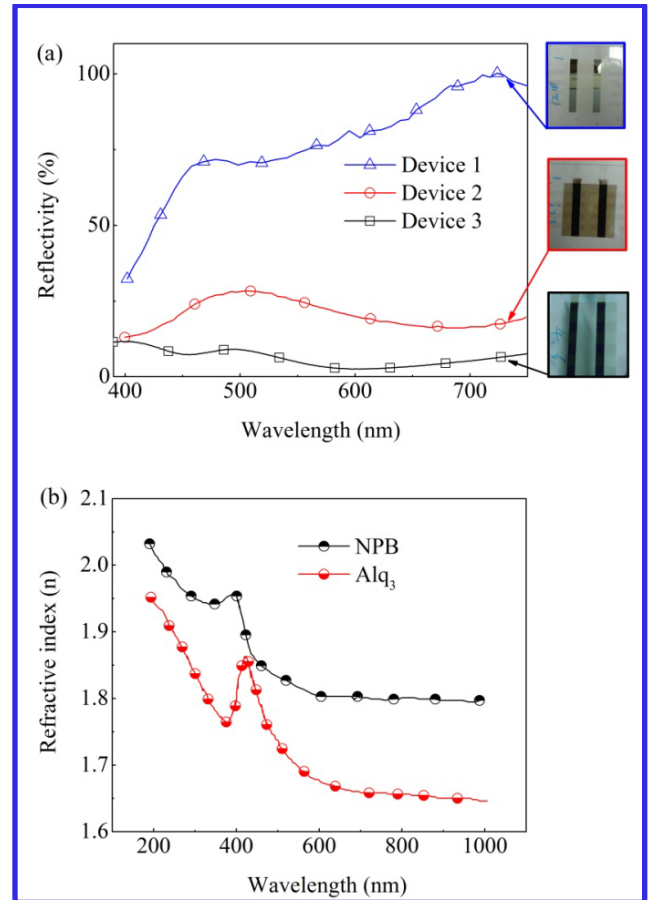 (a)
100
50
0
Reflectivity (%)
Device 1
Device 2
Device 3
400
500
600
700
Wavelength (nm)
(b)
2.1
2.0
1.9
1.8
1.7
1.6
Refractive index (n)
NPB
Alq₃
200
400
600
800
1000
Wavelength (nm)